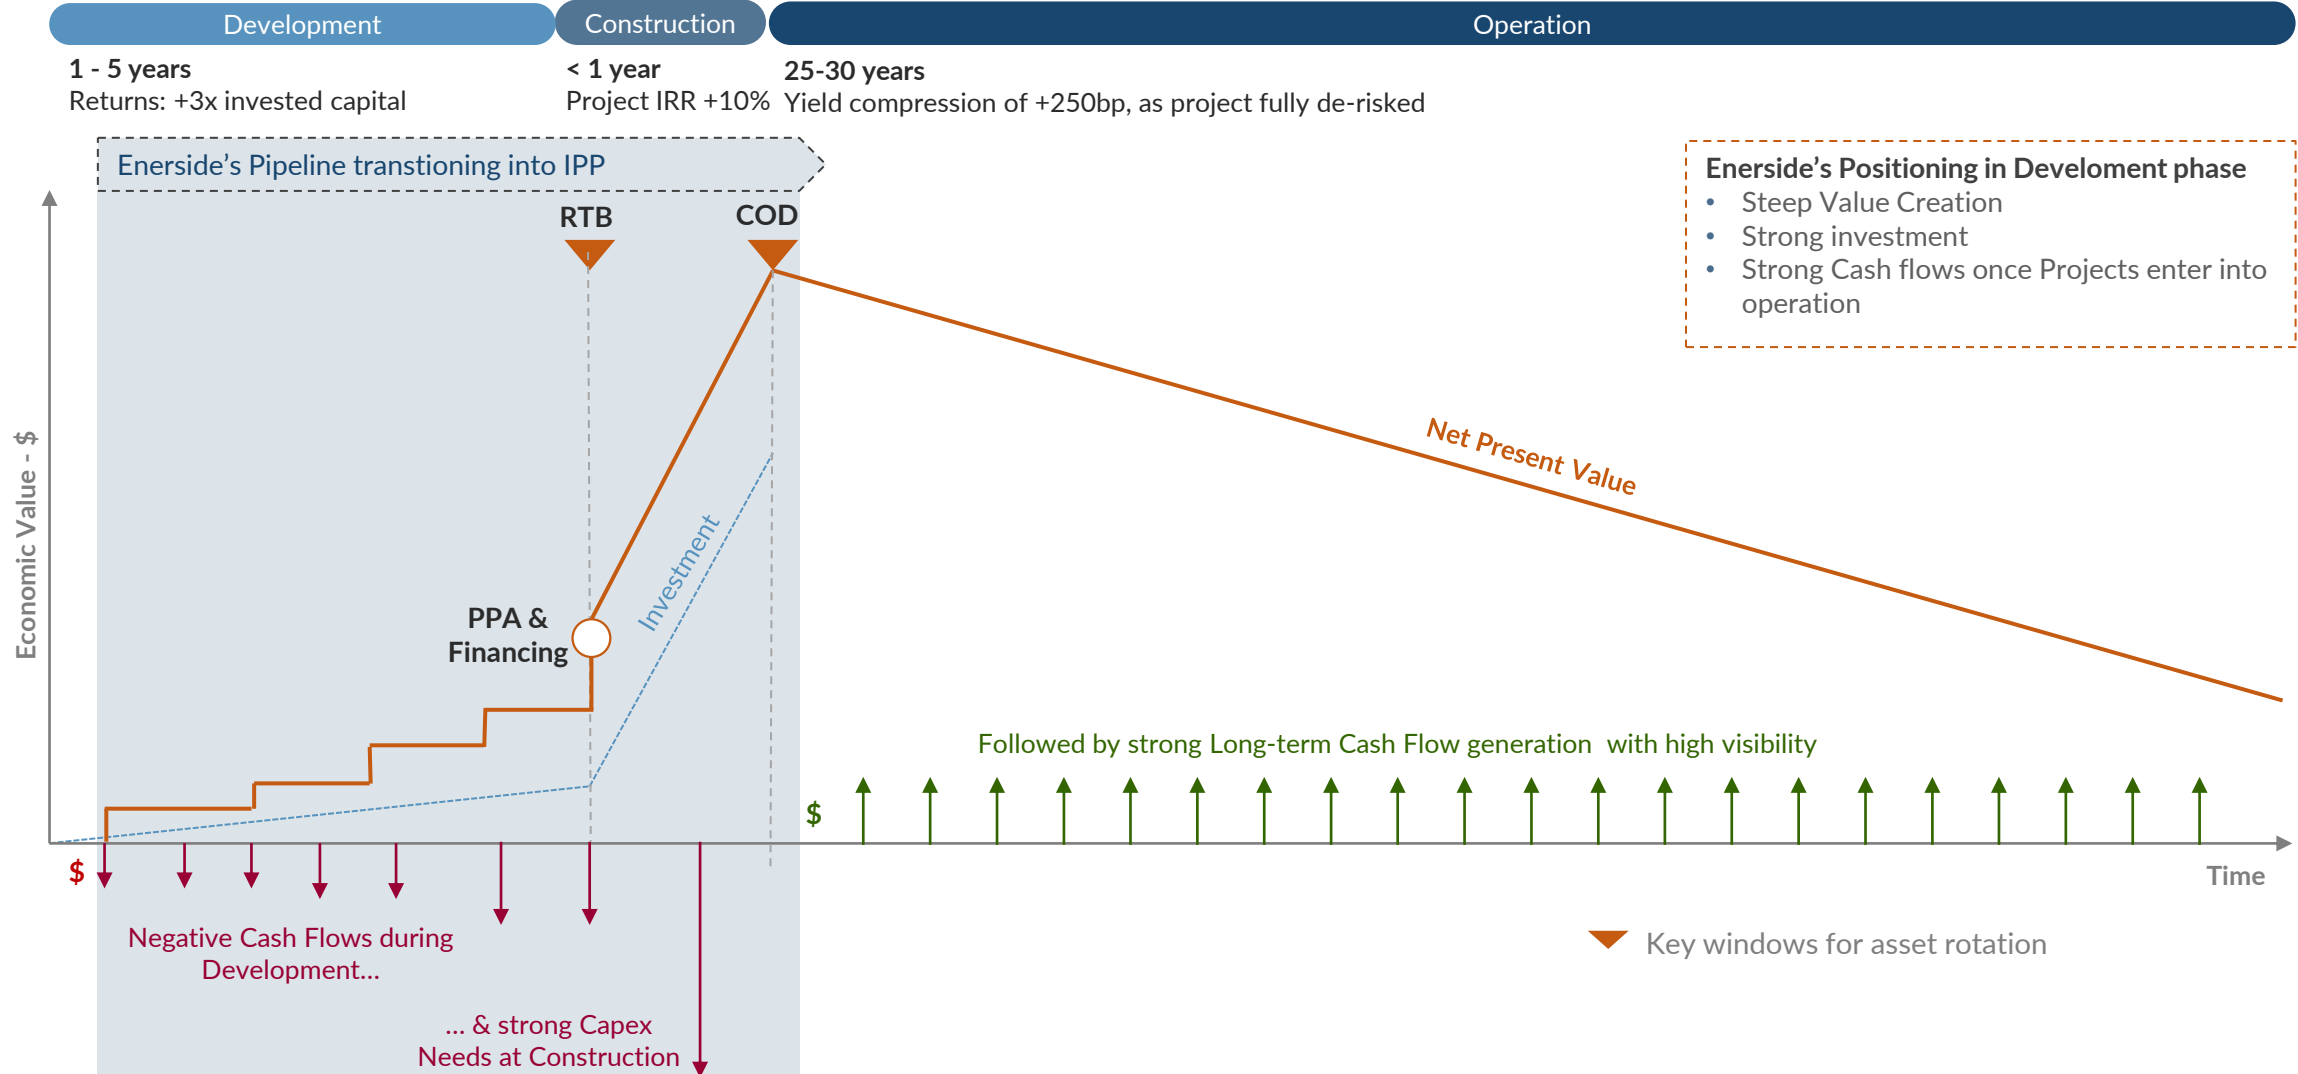 Development
Construction
Operation
1 - 5 years
Returns: +3x invested capital
< 1 year
Project IRR +10%
25-30 years
Yield compression of +250bp, as project fully de-risked
Enerside’s Pipeline transtioning into IPP
Enerside’s Positioning in Develoment phase
• Steep Value Creation
• Strong investment
• Strong Cash flows once Projects enter into
operation
RTB
COD
Economic Value - $
Net Present Value
Investment
PPA &
Financing
Followed by strong Long-term Cash Flow generation with high visibility
$
$
Time
Negative Cash Flows during
Development...
... & strong Capex
Needs at Construction
Key windows for asset rotation